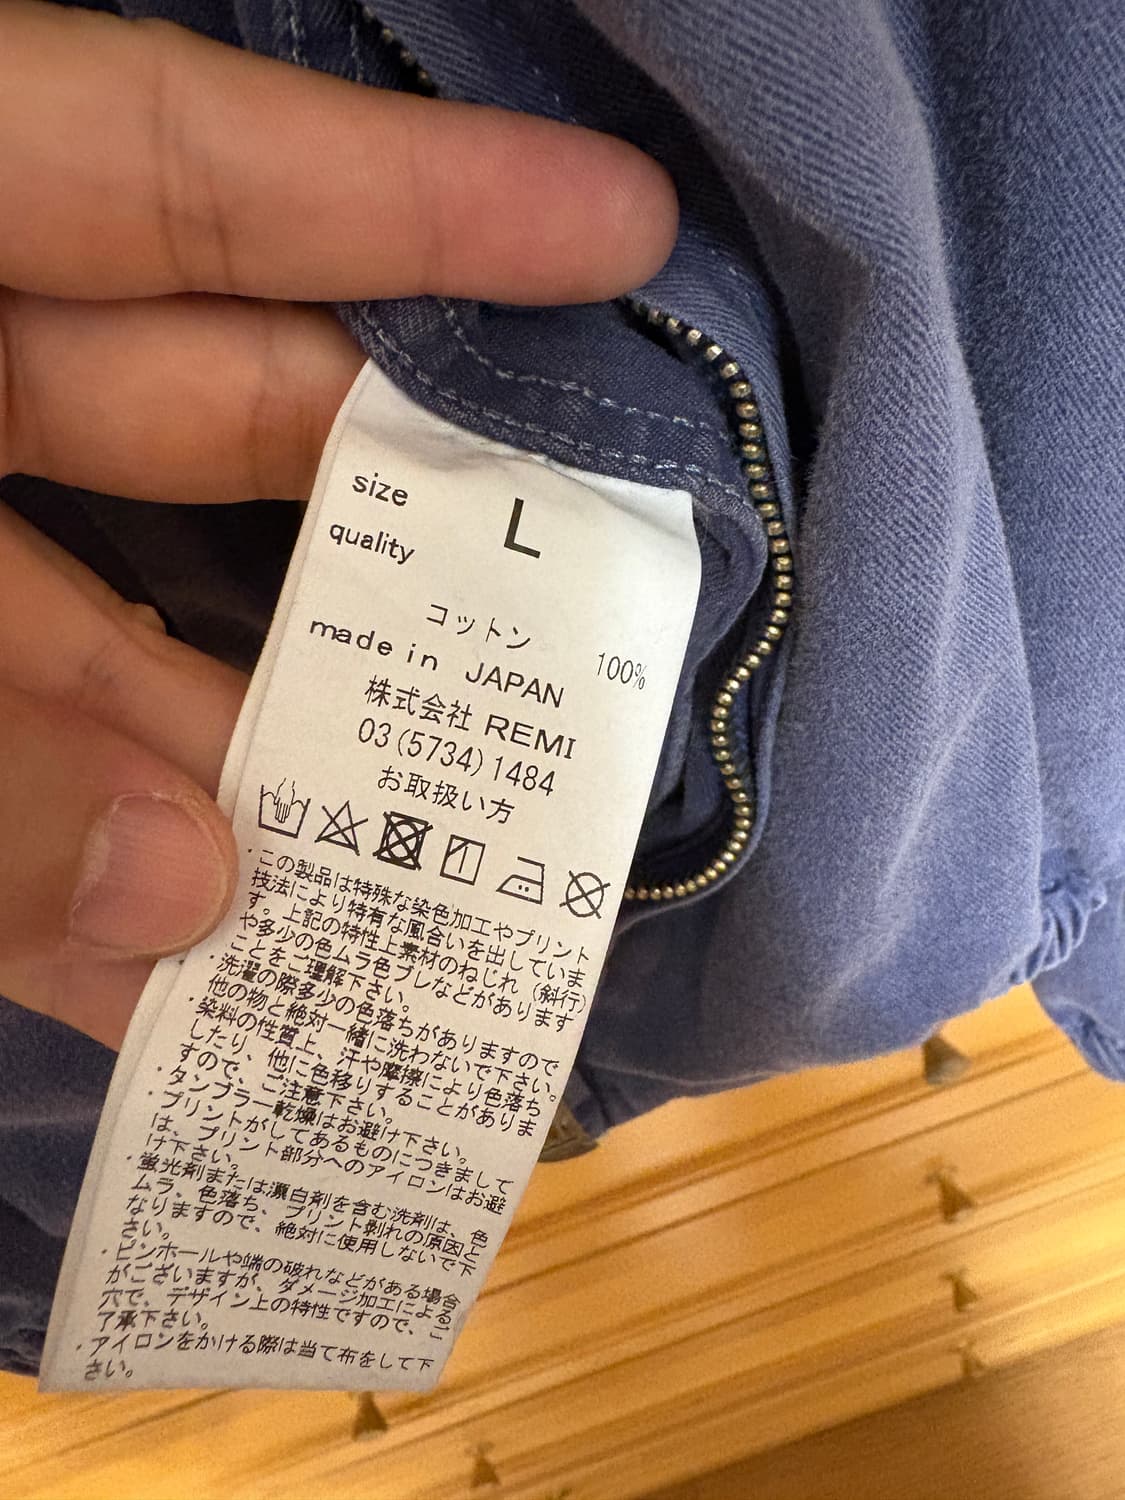 size L
quality
コットン 100%
made in JAPAN
株式会社 REMI
03(5734)1484
お取扱い方
・この製品は特殊な染色加工やプリント
技法により特有な風合いを出していま
す。上記の特性上素材のねじれ(斜行)
や多少の色ムラ色ブレなどがあります
ことをご理解下さい。
・洗濯の際多少の色落ちがありますので
他の物と絶対一緒に洗わないで下さい。
・染料の性質上、汗や摩擦により色落ち
したり、他に色移りすることがありま
すので、ご注意下さい。
・タンブラー乾燥はお避け下さい。
・プリントがしてあるものにつきまして
は、プリント部分へのアイロンはお避
け下さい。
・蛍光剤または漂白剤を含む洗剤は、色
ムラ、色落ち、プリント剥れの原因と
なりますので、絶対に使用しないで下
さい。
・ピンホールや端の破れなどがある場合
がございますが、ダメージ加工による
穴で、デザイン上の特性ですので、ご
了承下さい。
・アイロンをかける際は当て布をして下
さい。